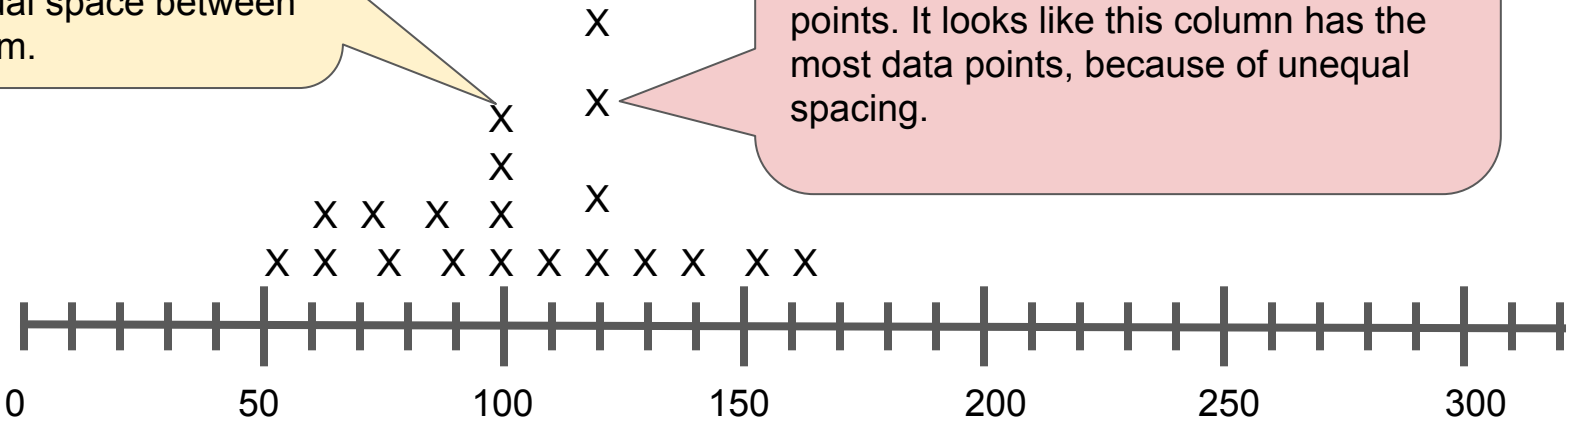 ual space between
m.
points. It looks like this column has the
most data points, because of unequal
spacing.
X
X
X
X
X
X X X X X
X X X X X X X X X X X
0 50 100 150 200 250 300